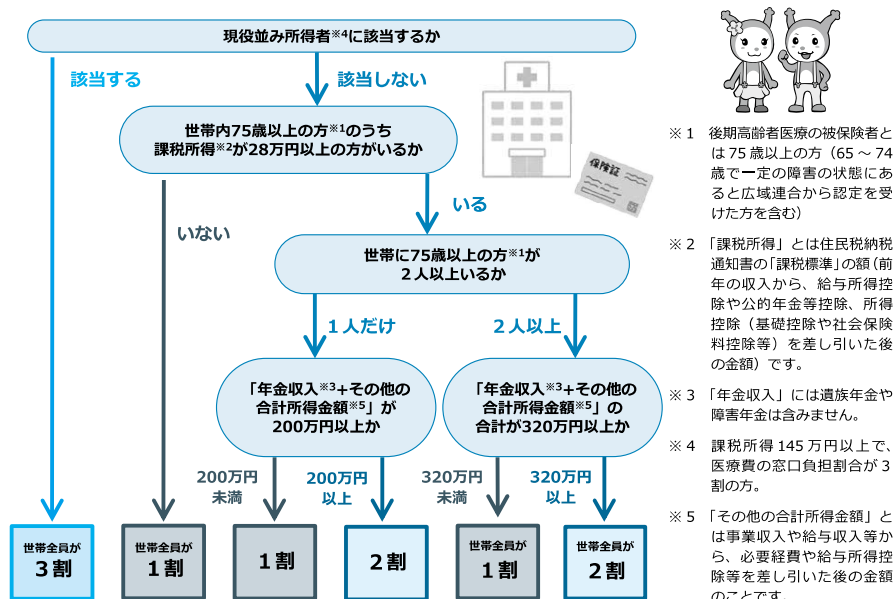 現役並み所得者※4に該当するか
該当する
該当しない
世帯内75歳以上の方※1のうち
課税所得※2が28万円以上の方がいるか
保険証
いない
いる
世帯に75歳以上の方※1が
2人以上いるか
1人だけ
2人以上
「年金収入※3+その他の
合計所得金額※5」が
200万円以上か
「年金収入※3+その他の
合計所得金額※5」の
合計が320万円以上か
200万円
未満
200万円
以上
320万円
未満
320万円
以上
世帯全員が
3割
世帯全員が
1割
1割
2割
世帯全員が
1割
世帯全員が
2割
※1 後期高齢者医療の被保険者と
は75歳以上の方（65～74
歳で一定の障害の状態にあ
ると広域連合から認定を受
けた方を含む）
※2 「課税所得」とは住民税納税
通知書の「課税標準」の額（前
年の収入から、給与所得控
除や公的年金等控除、所得
控除（基礎控除や社会保険
料控除等）を差し引いた後
の金額）です。
※3 「年金収入」には遺族年金や
障害年金は含みません。
※4 課税所得145万円以上で、
医療費の窓口負担割合が3
割の方。
※5 「その他の合計所得金額」と
は事業収入や給与収入等か
ら、必要経費や給与所得控
除等を差し引いた後の金額
のことです。